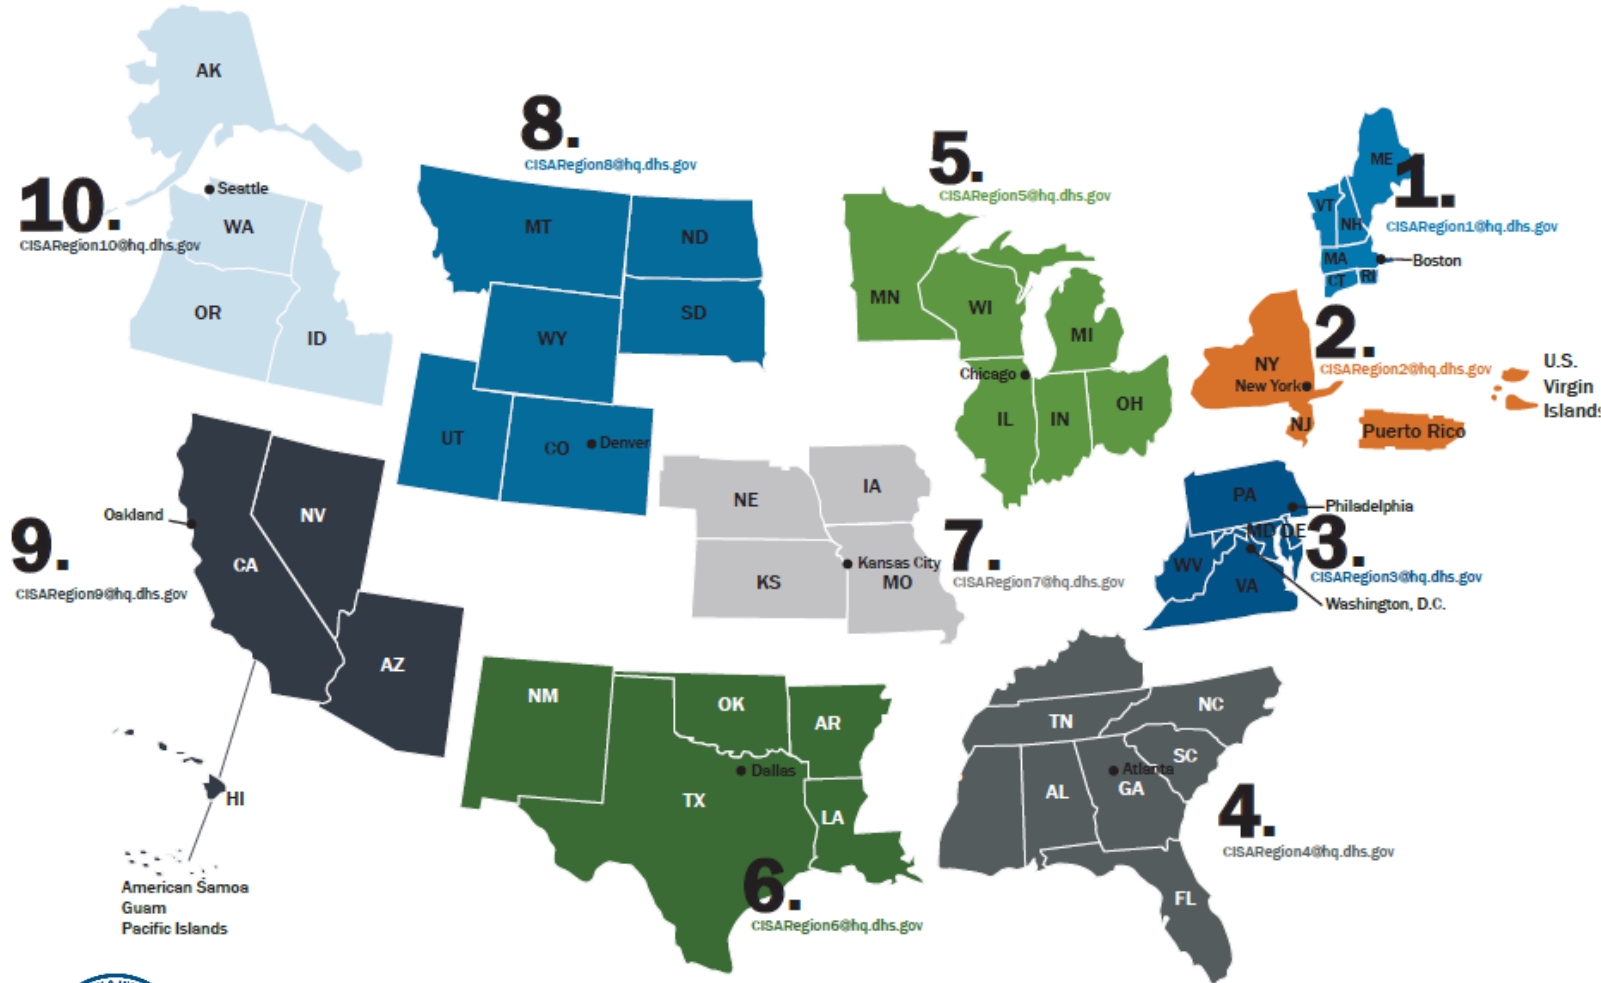 AK
10.
CISARegion10@hq.dhs.gov
Seattle
WA
OR
ID
8.
CISARegion8@hq.dhs.gov
MT
ND
SD
WY
UT
CO
Denver
5.
CISARegion5@hq.dhs.gov
MN
WI
MI
Chicago
IL
IN
OH
ME
1.
CISARegion1@hq.dhs.gov
VT
NH
MA
Boston
CT
RI
2.
CISARegion2@hq.dhs.gov
NY
New York
NJ
Puerto Rico
U.S.
Virgin
Islands
9.
CISARegion9@hq.dhs.gov
Oakland
NV
CA
AZ
HI
American Samoa
Guam
Pacific Islands
NE
IA
KS
Kansas City
MO
7.
CISARegion7@hq.dhs.gov
PA
Philadelphia
MD
DE
3.
CISARegion3@hq.dhs.gov
WV
VA
Washington, D.C.
NM
OK
AR
Dallas
TX
LA
6.
CISARegion6@hq.dhs.gov
TN
NC
SC
Atlanta
AL
GA
FL
4.
CISARegion4@hq.dhs.gov